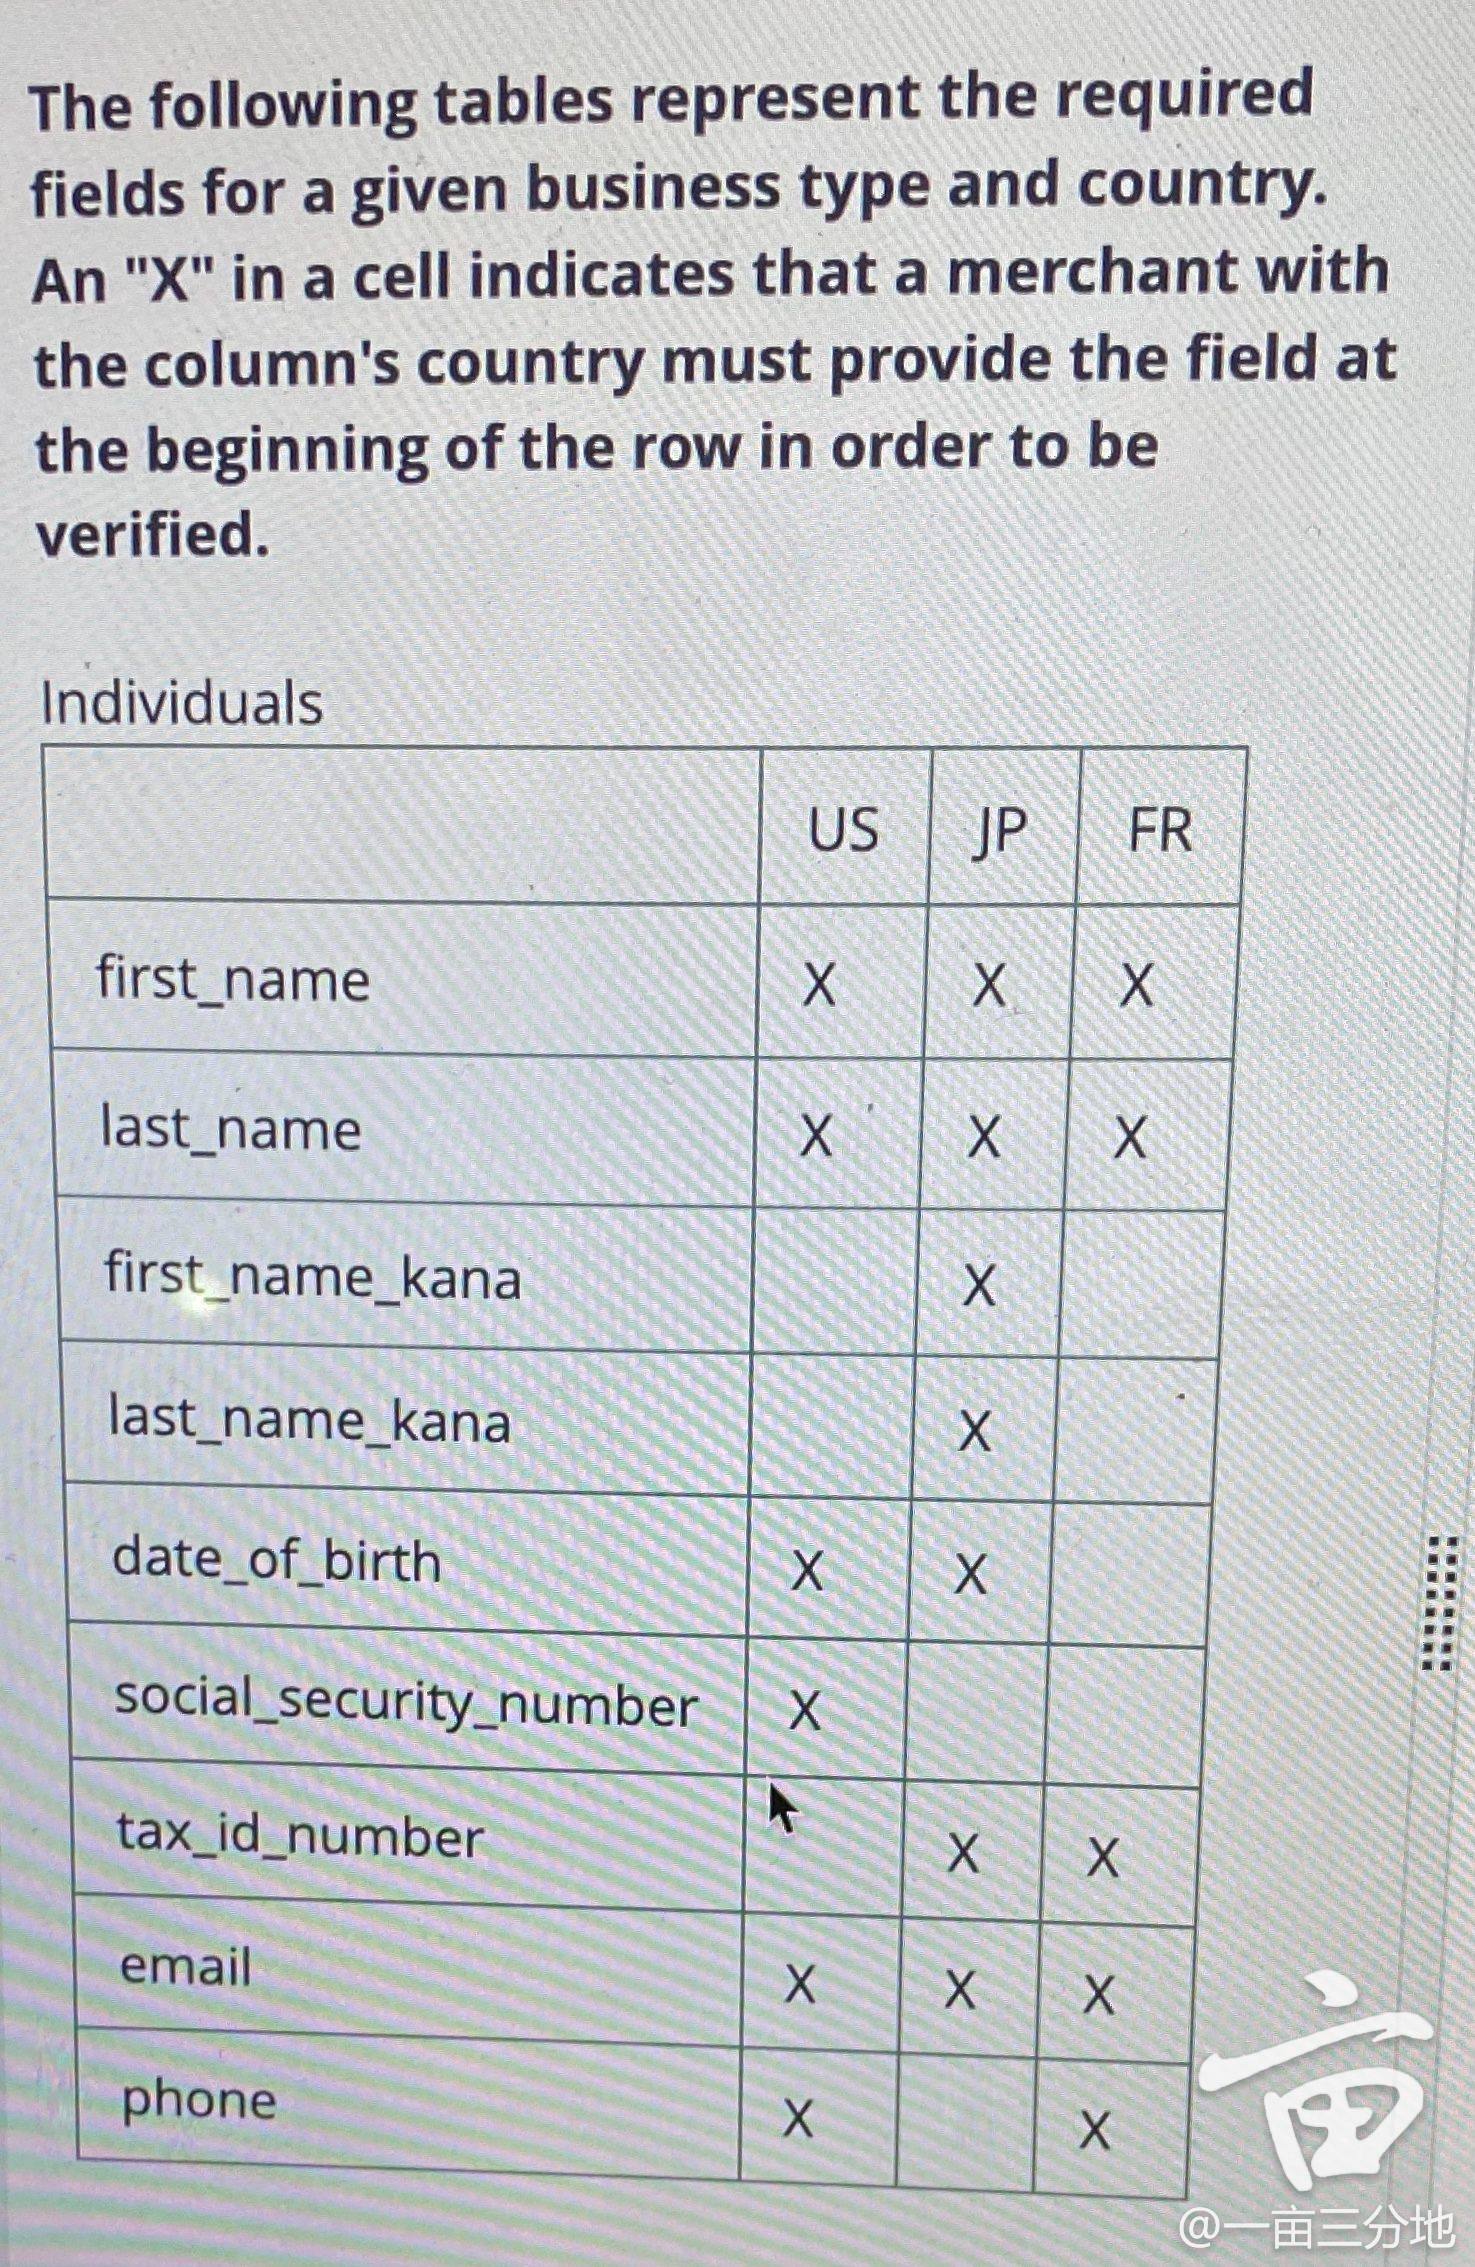 The following tables represent the required
fields for a given business type and country.
An "X" in a cell indicates that a merchant with
the column's country must provide the field at
the beginning of the row in order to be
verified.
Individuals
US JP FR
first_name X X X
last_name X X X
first_name_kana X
last_name_kana X
date_of_birth X X
social_security_number X
tax_id_number X X
email X X X
phone X X
亩
@一亩三分地